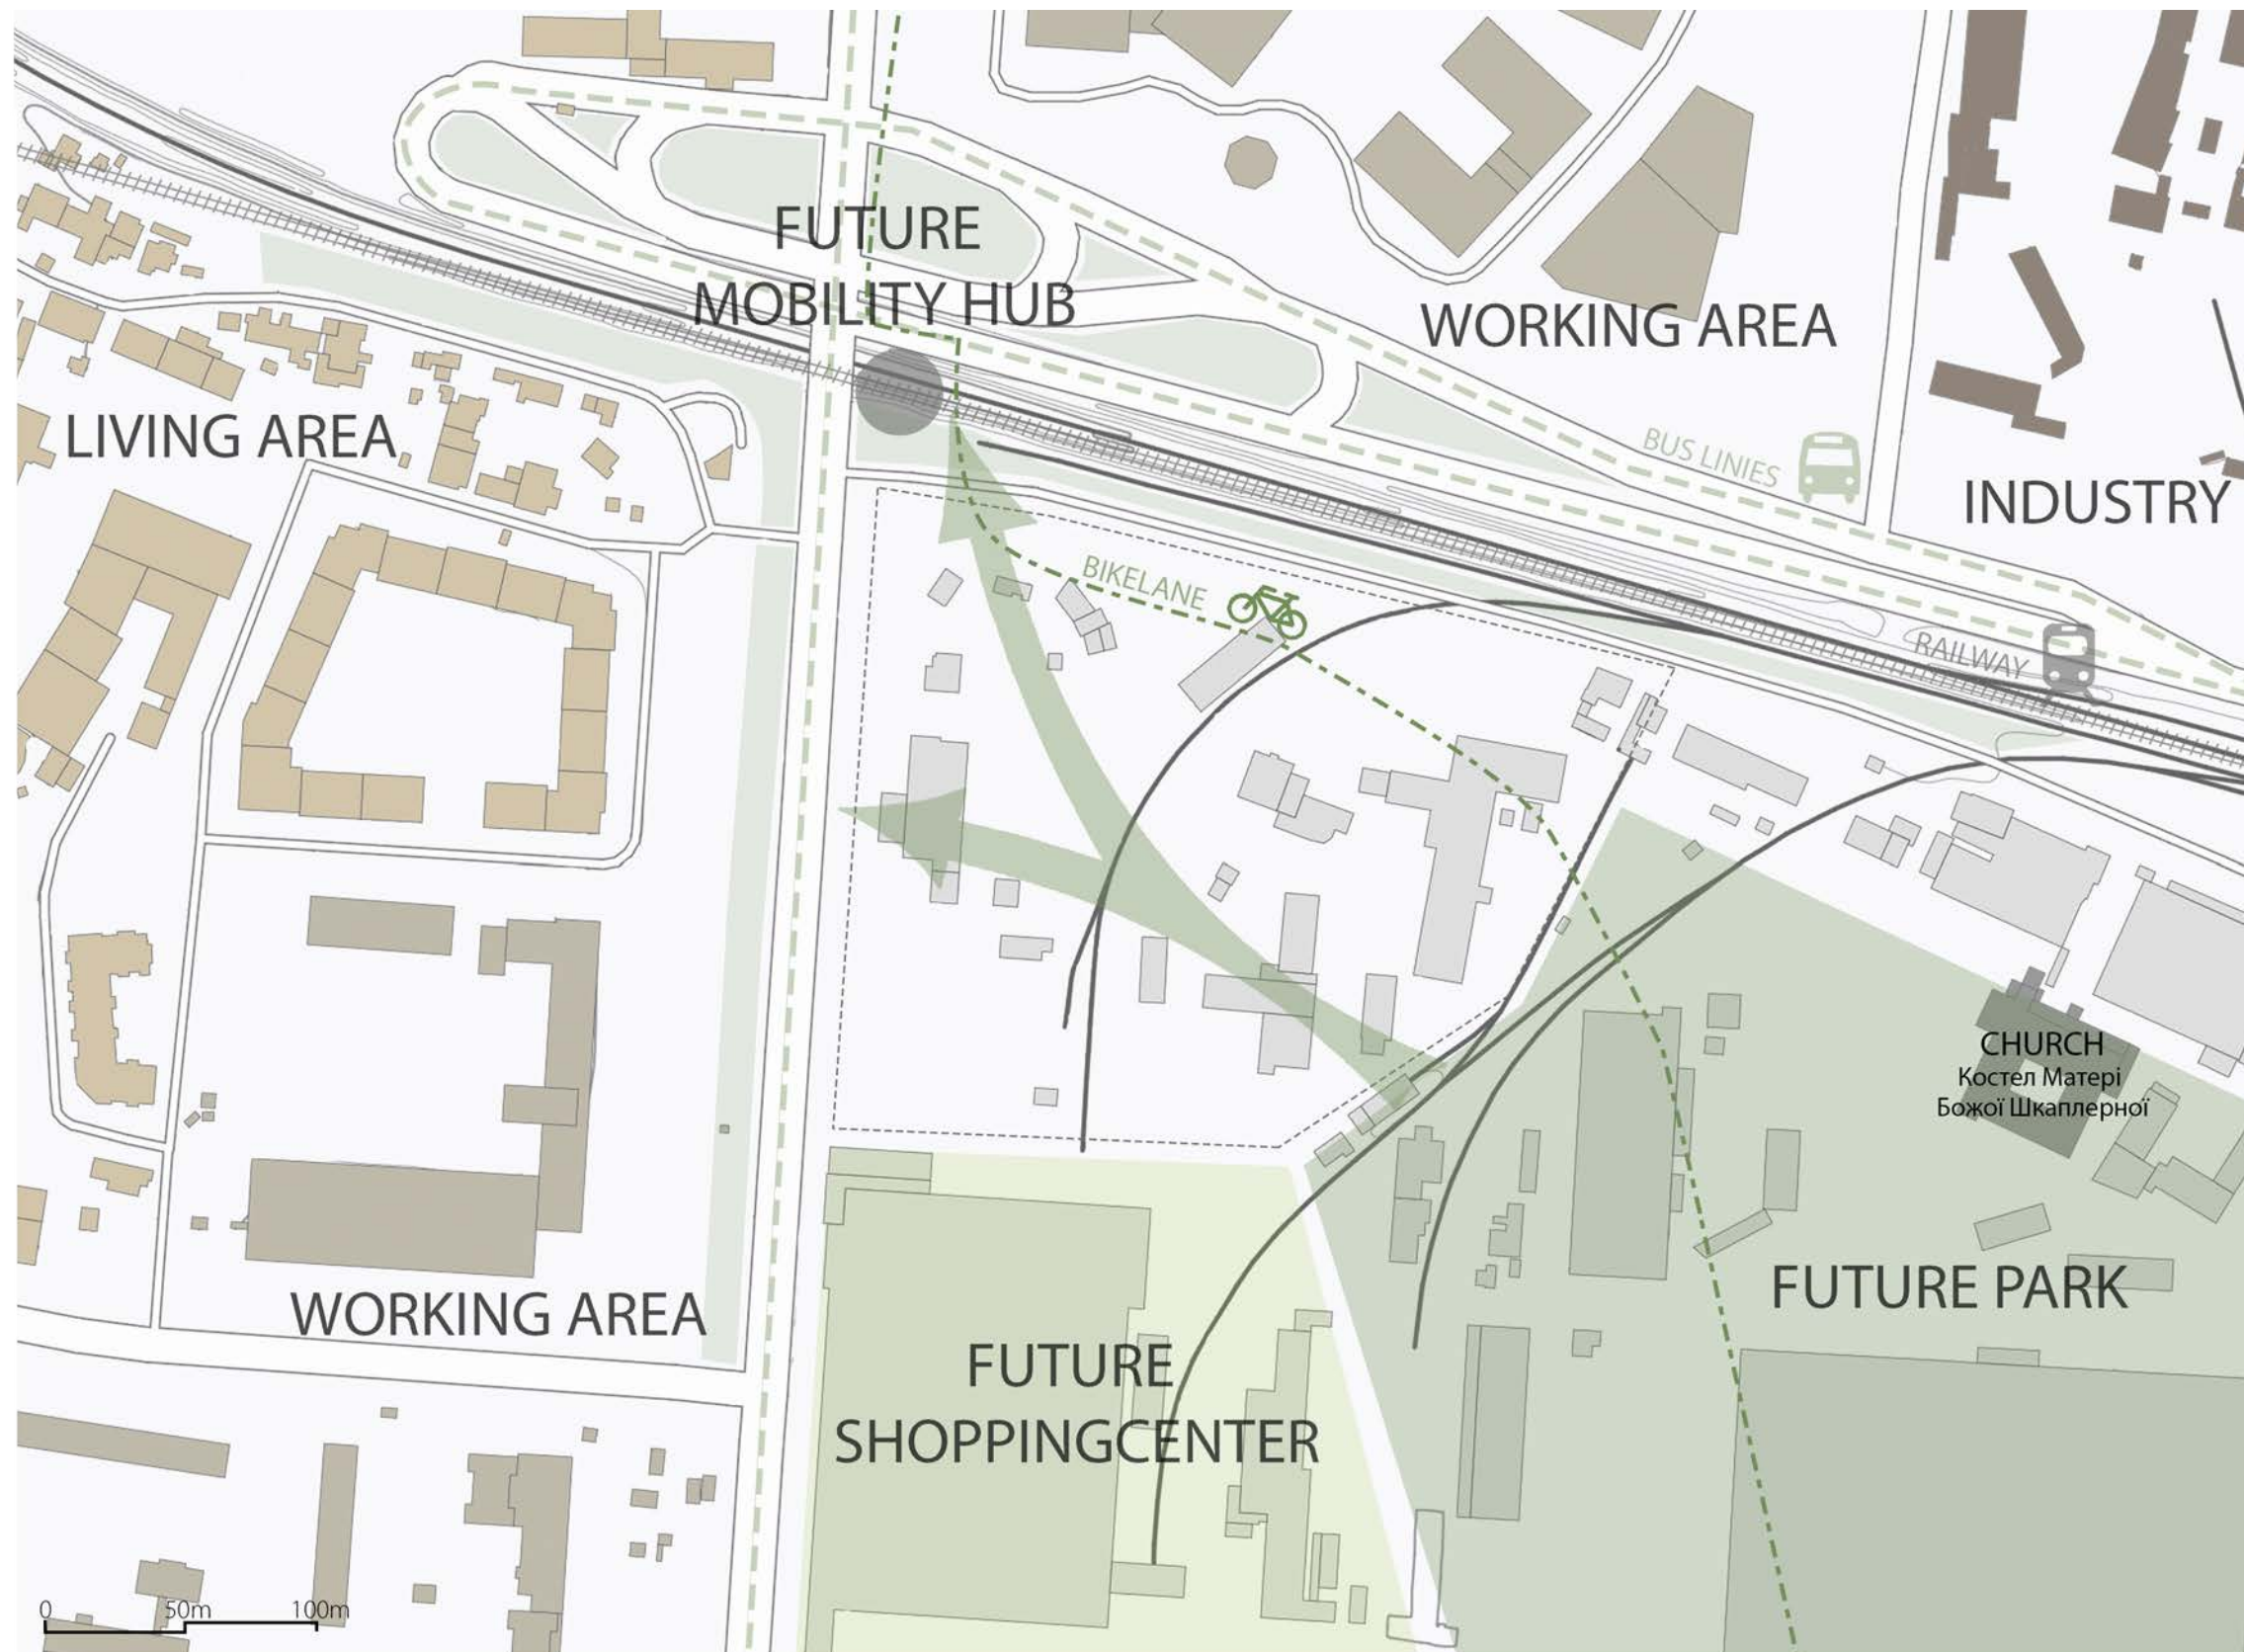 FUTURE
MOBILITY HUB
WORKING AREA
LIVING AREA
BUS LINIES
INDUSTRY
BIKELANE
RAILWAY
CHURCH
Костел Матері
Божої Шкаплерної
FUTURE PARK
WORKING AREA
FUTURE
SHOPPINGCENTER
0 50m 100m